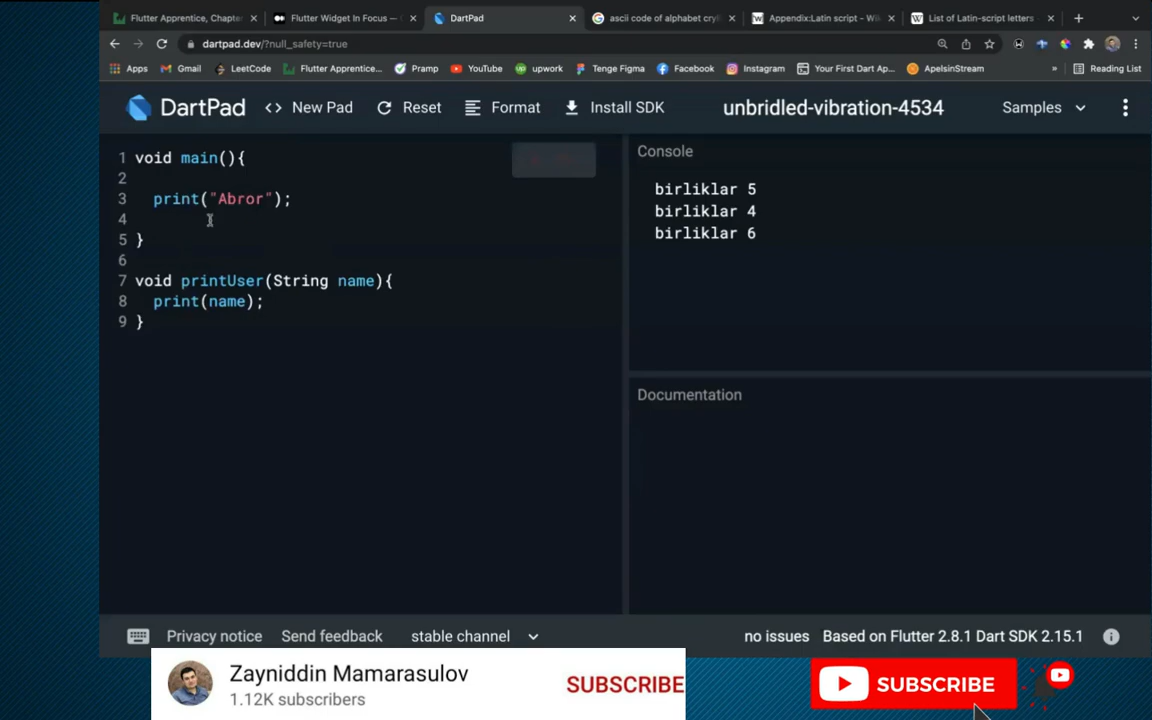 Flutter Apprentice, Chapter
Flutter Widget In Focus —
DartPad
ascii code of alphabet cryll
Appendix:Latin script - Wik
List of Latin-script letters -
dartpad.dev/?null_safety=true
Apps
Gmail
LeetCode
Flutter Apprentice...
Pramp
YouTube
upwork
Tenge Figma
Facebook
Instagram
Your First Dart Ap...
ApelsinStream
»
Reading List
DartPad
<> New Pad
Reset
Format
Install SDK
unbridled-vibration-4534
Samples
1 void main(){
2
3 print("Abror");
4
5 }
6
7 void printUser(String name){
8 print(name);
9 }
Console
birliklar 5
birliklar 4
birliklar 6
Documentation
Privacy notice
Send feedback
stable channel
no issues
Based on Flutter 2.8.1 Dart SDK 2.15.1
Zayniddin Mamarasulov
1.12K subscribers
SUBSCRIBE
SUBSCRIBE